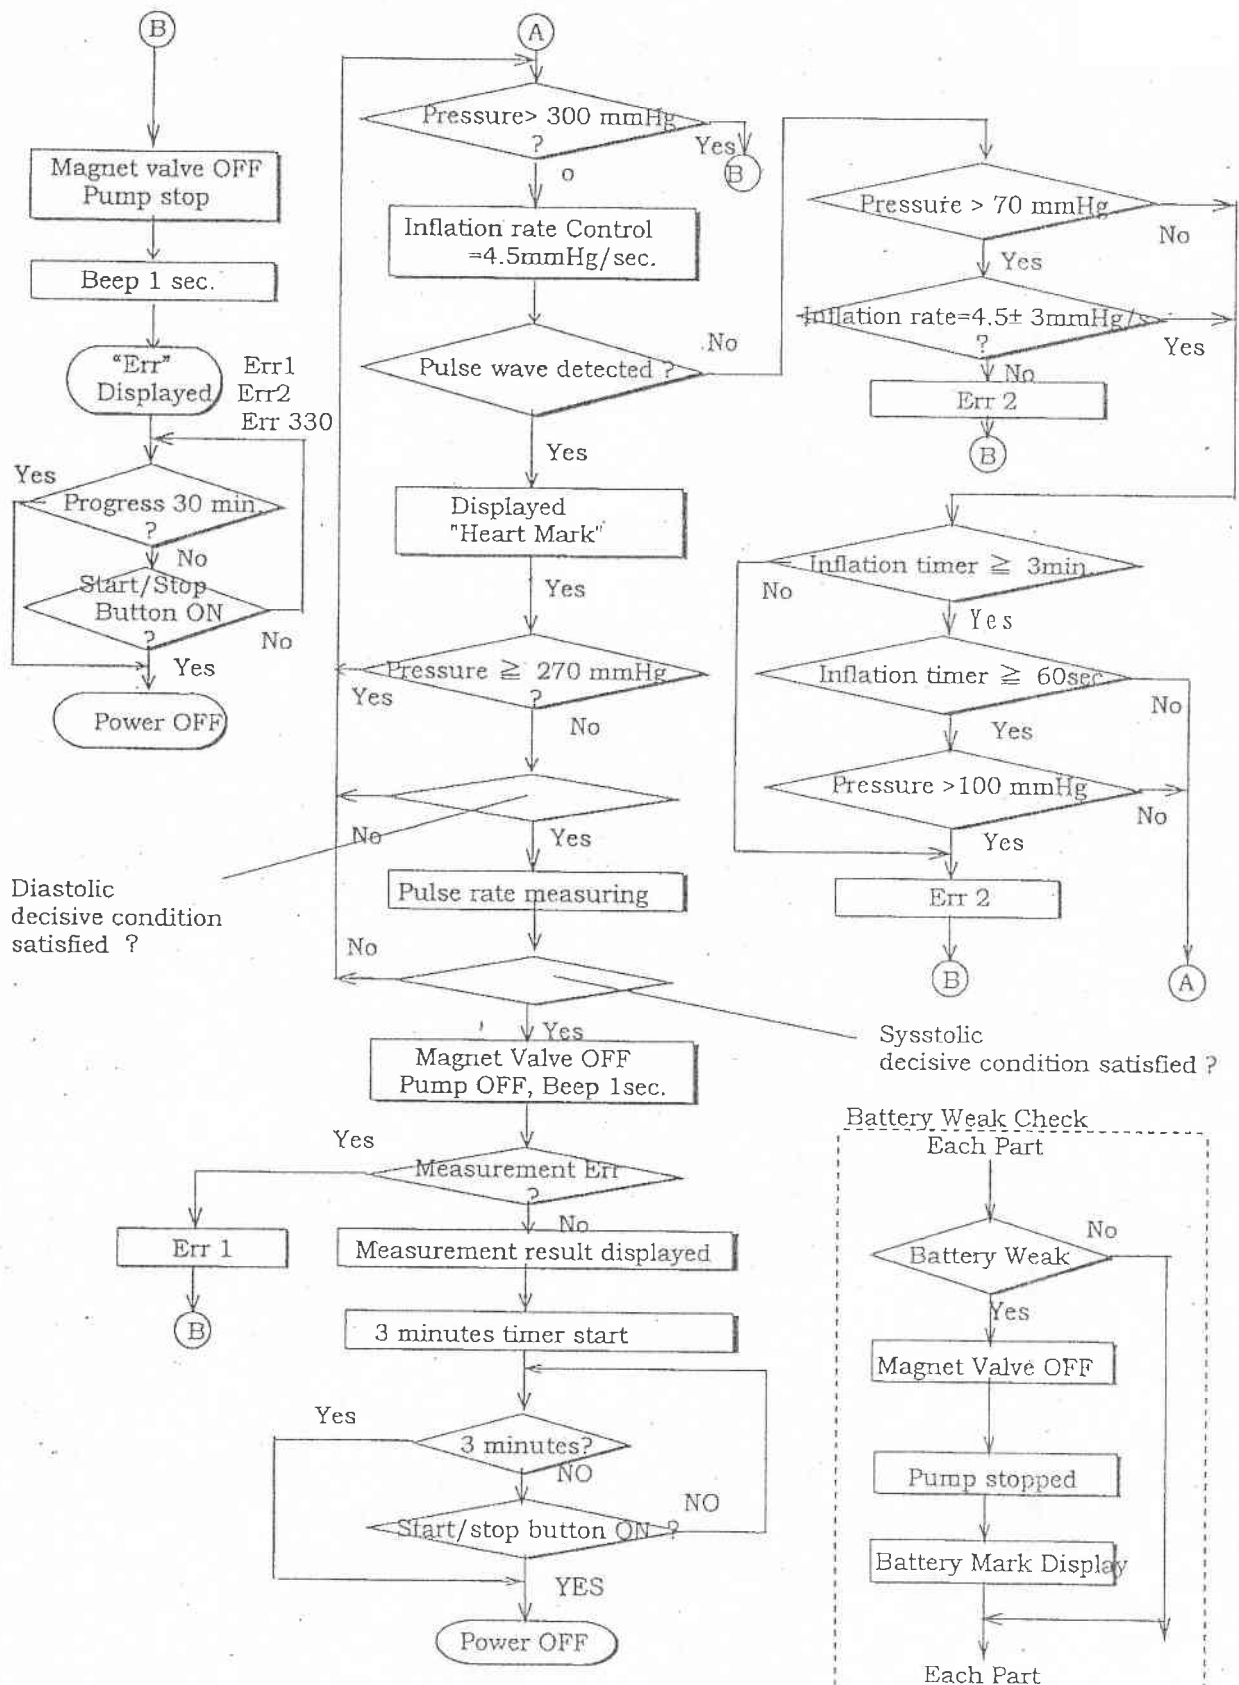 B
Magnet valve OFF
Pump stop
Beep 1 sec.
"Err"
Displayed
Err1
Err2
Err 330
Yes
Progress 30 min.
?
No
Start/Stop
Button ON
?
No
Yes
Power OFF
A
Pressure> 300 mmHg
?
Yes
B
o
Inflation rate Control
=4.5mmHg/sec.
Pulse wave detected ?
No
Yes
Displayed
"Heart Mark"
Yes
Pressure ≧ 270 mmHg
?
Yes
No
No
Yes
Diastolic
decisive condition
satisfied ?
Pulse rate measuring
No
Yes
Sysstolic
decisive condition satisfied ?
Magnet Valve OFF
Pump OFF, Beep 1sec.
Yes
Measurement Err
?
No
Err 1
B
Measurement result displayed
3 minutes timer start
Yes
3 minutes?
NO
NO
Start/stop button ON ?
YES
Power OFF
Pressure > 70 mmHg
No
Yes
Inflation rate=4.5± 3mmHg/s
?
Yes
No
Err 2
B
Inflation timer ≧ 3min.
No
Yes
Inflation timer ≧ 60sec
No
Yes
Pressure >100 mmHg
No
Yes
Err 2
B
A
Battery Weak Check
Each Part
No
Battery Weak
Yes
Magnet Valve OFF
Pump stopped
Battery Mark Display
Each Part